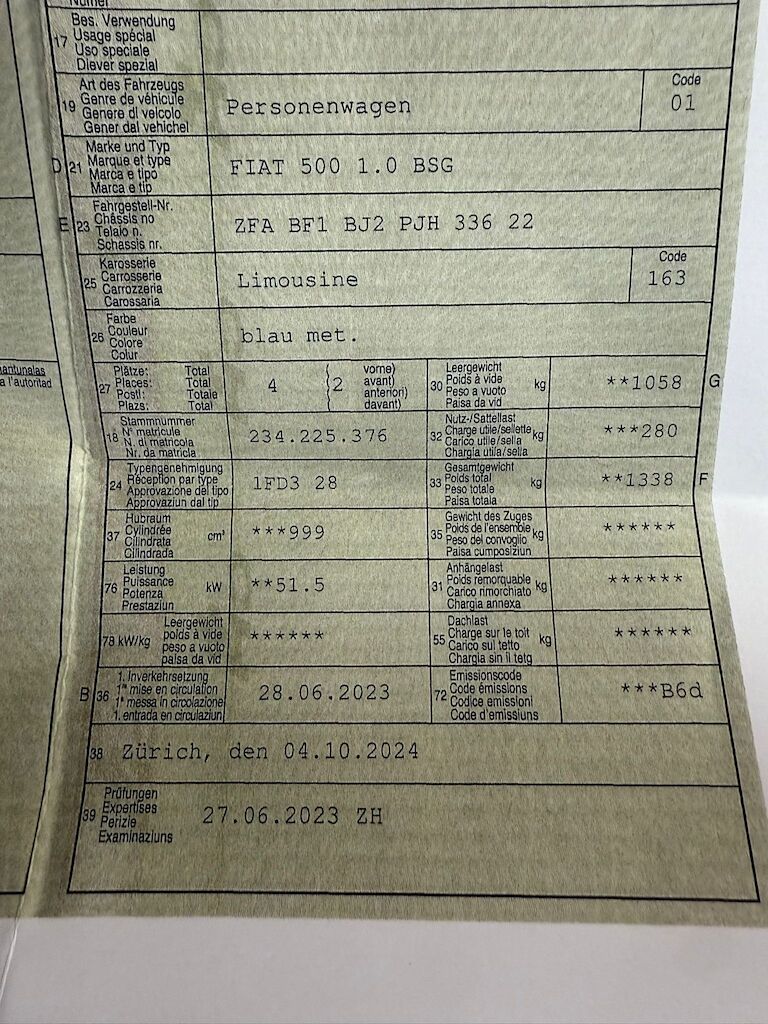 Numer
17
Bes. Verwendung
Usage spécial
Uso speciale
Diever spezial
19
Art des Fahrzeugs
Genre de véhicule
Genere di veicolo
Gener dal vehichel
Personenwagen
Code
01
D 21
Marke und Typ
Marque et type
Marca e tipo
Marca e tip
FIAT 500 1.0 BSG
E 23
Fahrgestell-Nr.
Châssis no
Telaio n.
Schassis nr.
ZFA BF1 BJ2 PJH 336 22
25
Karosserie
Carrosserie
Carrozzeria
Carossaria
Limousine
Code
163
26
Farbe
Couleur
Colore
Colur
blau met.
27
Plätze: Total
Places: Total
Posti: Totale
Plazs: Total
4
2
vorne)
avant)
anteriori)
davant)
30
Leergewicht
Poids à vide
Peso a vuoto
Paisa da vid
kg
**1058
G
18
Stammnummer
N° matricule
N. di matricola
Nr. da matricla
234.225.376
32
Nutz-/Sattellast
Charge utile/sellette
Carico utile/sella
Chargia utila/sella
kg
***280
24
Typengenehmigung
Réception par type
Approvazione del tipo
Approvaziun dal tip
1FD3 28
33
Gesamtgewicht
Poids total
Peso totale
Paisa totala
kg
**1338
F
37
Hubraum
Cylindrée
Cilindrata
Cilindrada
cm³
***999
35
Gewicht des Zuges
Poids de l'ensemble
Peso del convoglio
Paisa cumposiziun
kg
******
76
Leistung
Puissance
Potenza
Prestaziun
kW
**51.5
31
Anhängelast
Poids remorquable
Carico rimorchiato
Chargia annexa
kg
******
78 kW/kg
Leergewicht
poids à vide
peso a vuoto
paisa da vid
******
55
Dachlast
Charge sur le toit
Carico sul tetto
Chargia sin il tetg
kg
******
B 36
1. Inverkehrsetzung
1re mise en circulation
1a messa in circolazione
1. entrada en circulaziun
28.06.2023
72
Emissionscode
Code émissions
Codice emissioni
Code d'emissiuns
***B6d
38
Zürich, den 04.10.2024
39
Prüfungen
Expertises
Perizie
Examinaziuns
27.06.2023 ZH
a l'autoritad